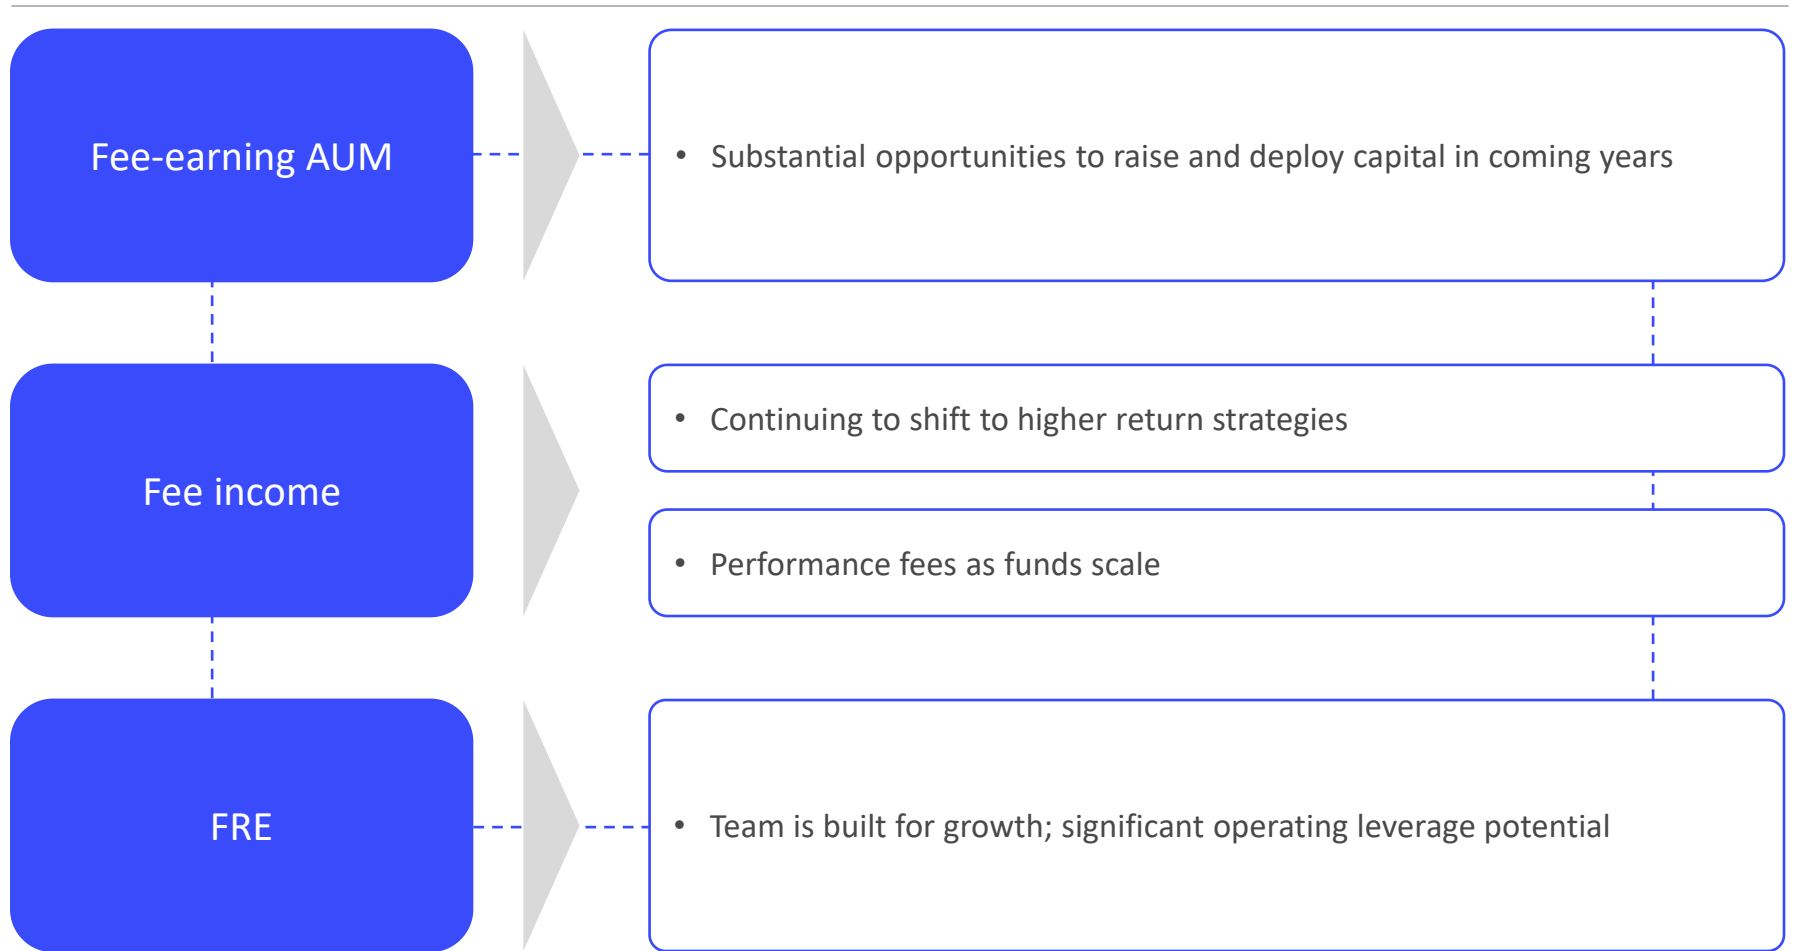 Fee-earning AUM
• Substantial opportunities to raise and deploy capital in coming years
Fee income
• Continuing to shift to higher return strategies
• Performance fees as funds scale
FRE
• Team is built for growth; significant operating leverage potential